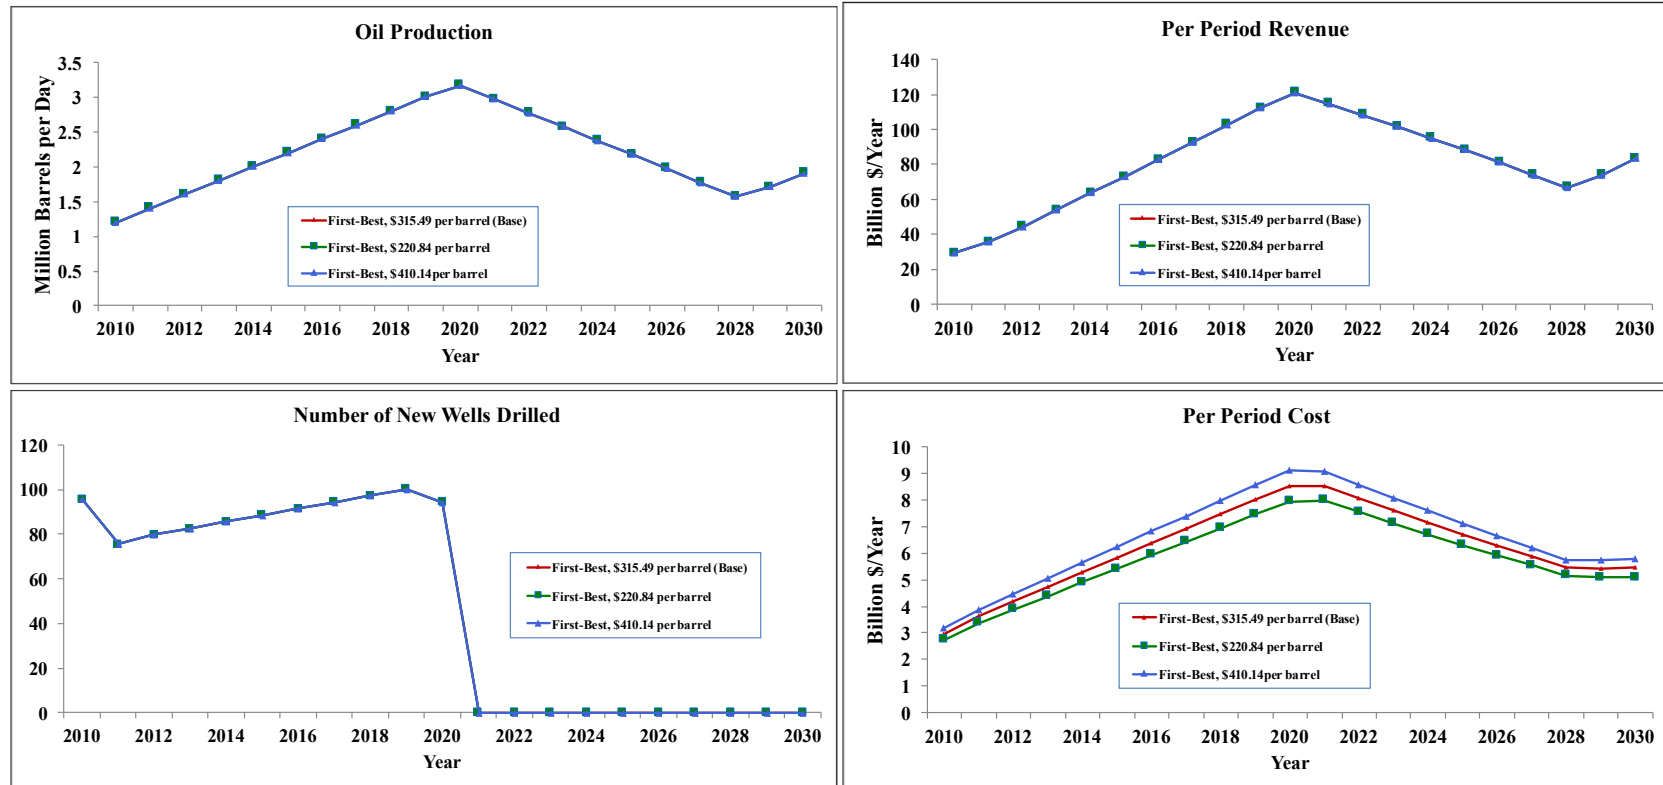 Oil Production
Million Barrels per Day
3.5
3
2.5
2
1.5
1
0.5
0
First-Best, $315.49 per barrel (Base)
First-Best, $220.84 per barrel
First-Best, $410.14 per barrel
2010 2012 2014 2016 2018 2020 2022 2024 2026 2028 2030
Year
Per Period Revenue
Billion $/Year
140
120
100
80
60
40
20
0
First-Best, $315.49 per barrel (Base)
First-Best, $220.84 per barrel
First-Best, $410.14 per barrel
2010 2012 2014 2016 2018 2020 2022 2024 2026 2028 2030
Year
Number of New Wells Drilled
120
100
80
60
40
20
0
First-Best, $315.49 per barrel (Base)
First-Best, $220.84 per barrel
First-Best, $410.14 per barrel
2010 2012 2014 2016 2018 2020 2022 2024 2026 2028 2030
Year
Per Period Cost
Billion $/Year
10
9
8
7
6
5
4
3
2
1
0
First-Best, $315.49 per barrel (Base)
First-Best, $220.84 per barrel
First-Best, $410.14 per barrel
2010 2012 2014 2016 2018 2020 2022 2024 2026 2028 2030
Year